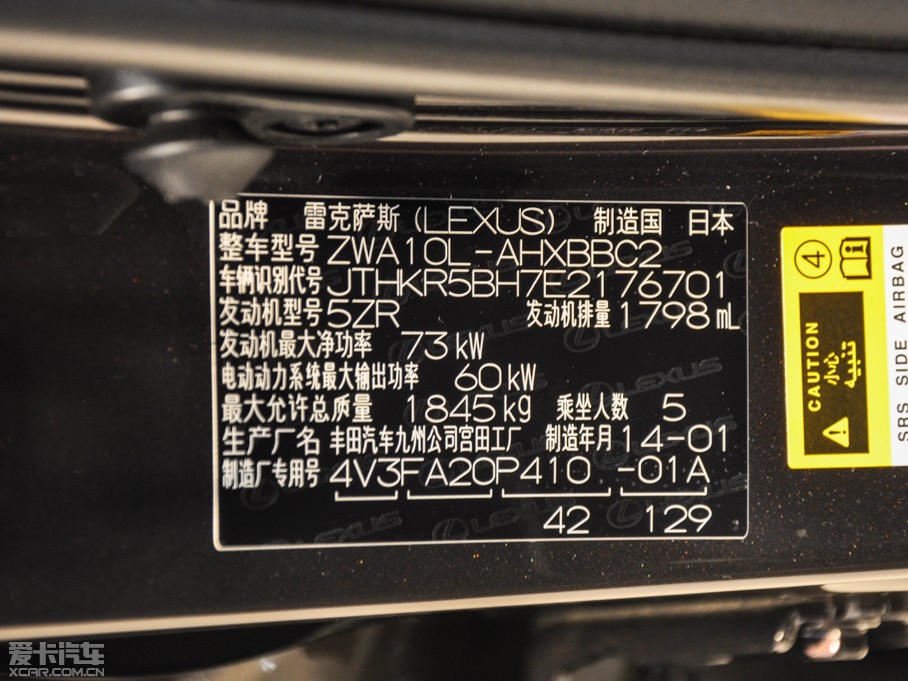 品牌 雷克萨斯(LEXUS) 制造国 日本
整车型号 ZWA10L-AHXBBC2
车辆识别代号 JTHKR5BH7E2176701
发动机型号 5ZR 发动机排量 1798 mL
发动机最大净功率 73 kW
电动动力系统最大输出功率 60 kW
最大允许总质量 1845 kg 乘坐人数 5
生产厂名 丰田汽车九州公司宫田工厂 制造年月 14-01
制造厂专用号 4V3FA20P410 -01A
42 129
④
CAUTION
小心
تنبيه
SRS SIDE AIRBAG
爱卡汽车
XCAR.COM.CN